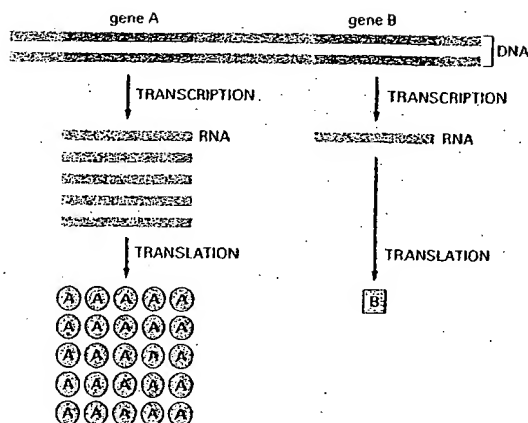 gene A gene B
DNA
TRANSCRIPTION TRANSCRIPTION
RNA RNA
TRANSLATION TRANSLATION
A A A A A B
A A A A A
A A A A A
A A A A A
A A A A A